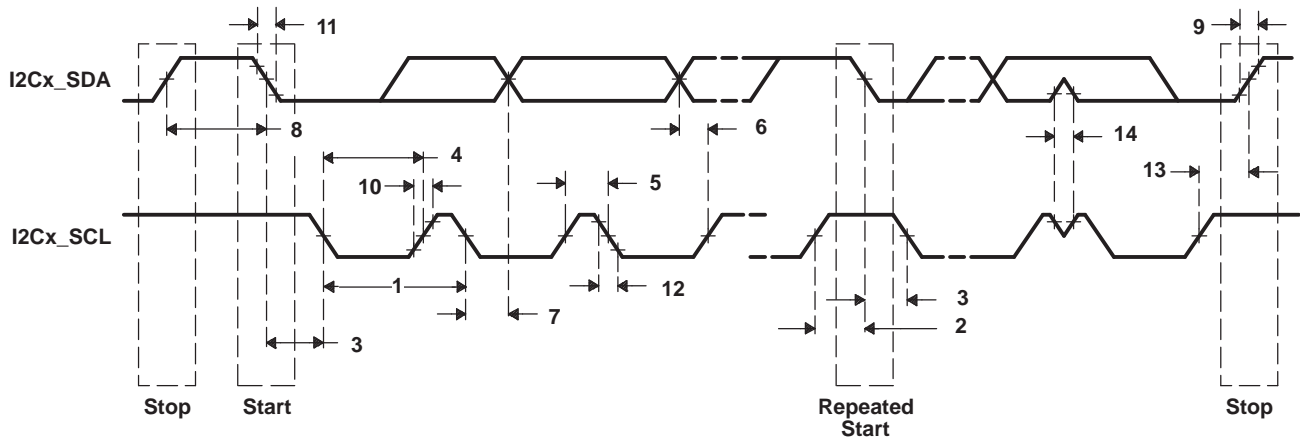 11
9
I2Cx_SDA
8
6
4
14
10
5
13
I2Cx_SCL
1
12
3
7
2
3
Stop
Start
Repeated
Start
Stop